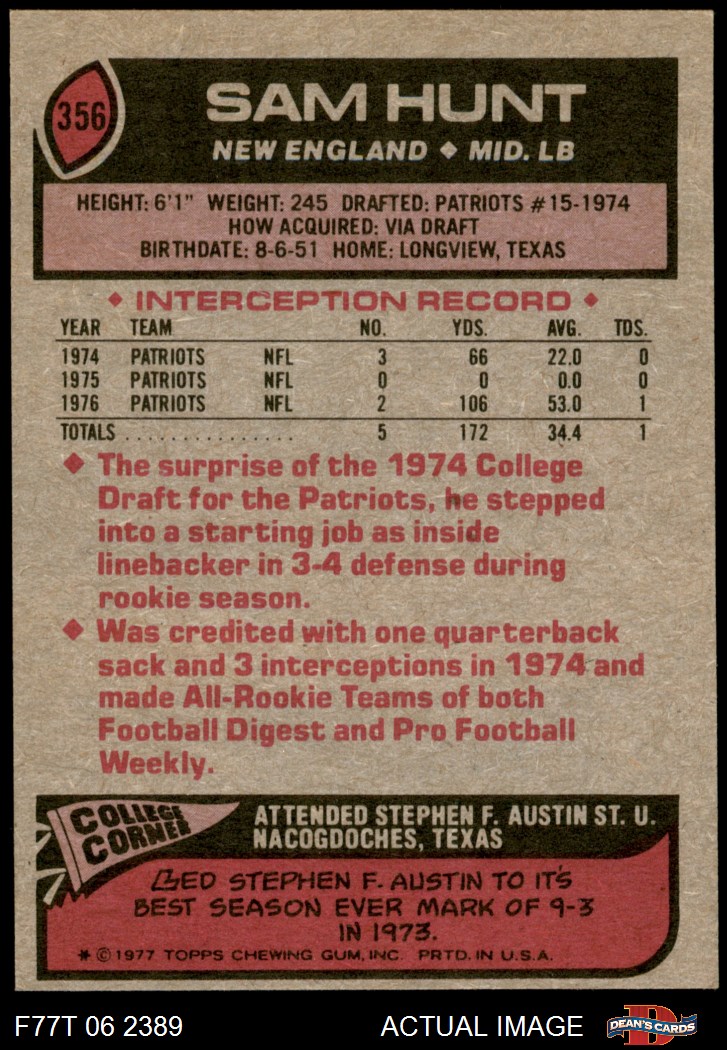 356
SAM HUNT
NEW ENGLAND ◆ MID. LB
HEIGHT: 6'1" WEIGHT: 245 DRAFTED: PATRIOTS #15-1974
HOW ACQUIRED: VIA DRAFT
BIRTHDATE: 8-6-51 HOME: LONGVIEW, TEXAS
◆ INTERCEPTION RECORD ◆
YEAR TEAM NO. YDS. AVG. TDS.
1974 PATRIOTS NFL 3 66 22.0 0
1975 PATRIOTS NFL 0 0 0.0 0
1976 PATRIOTS NFL 2 106 53.0 1
TOTALS ................ 5 172 34.4 1
◆ The surprise of the 1974 College
Draft for the Patriots, he stepped
into a starting job as inside
linebacker in 3-4 defense during
rookie season.
◆ Was credited with one quarterback
sack and 3 interceptions in 1974 and
made All-Rookie Teams of both
Football Digest and Pro Football
Weekly.
COLLEGE
CORNER
ATTENDED STEPHEN F. AUSTIN ST. U.
NACOGDOCHES, TEXAS
LED STEPHEN F. AUSTIN TO IT'S
BEST SEASON EVER MARK OF 9-3
IN 1973.
* © 1977 TOPPS CHEWING GUM, INC. PRTD. IN U.S.A.
F77T 06 2389 ACTUAL IMAGE
D
DEAN'S CARDS